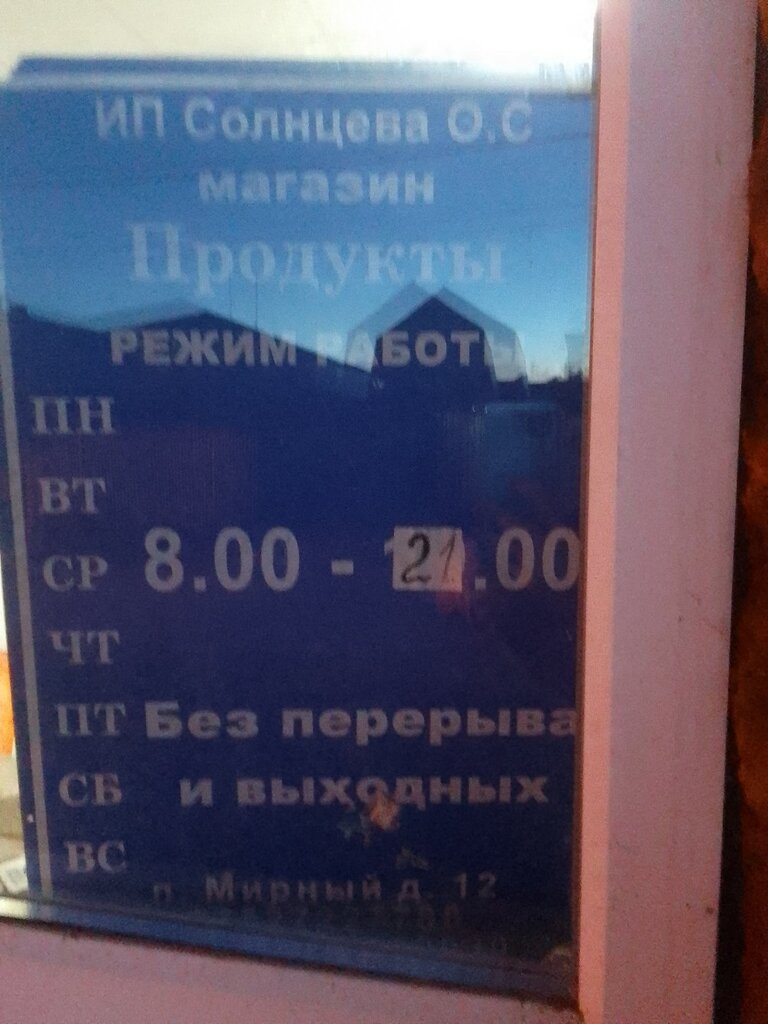 ИП Солнцева О.С
магазин
Продукты
РЕЖИМ РАБОТЫ
ПН
ВТ
СР 8.00 - 21.00
ЧТ
ПТ Без перерыва
СБ и выходных
ВС
п. Мирный д. 12